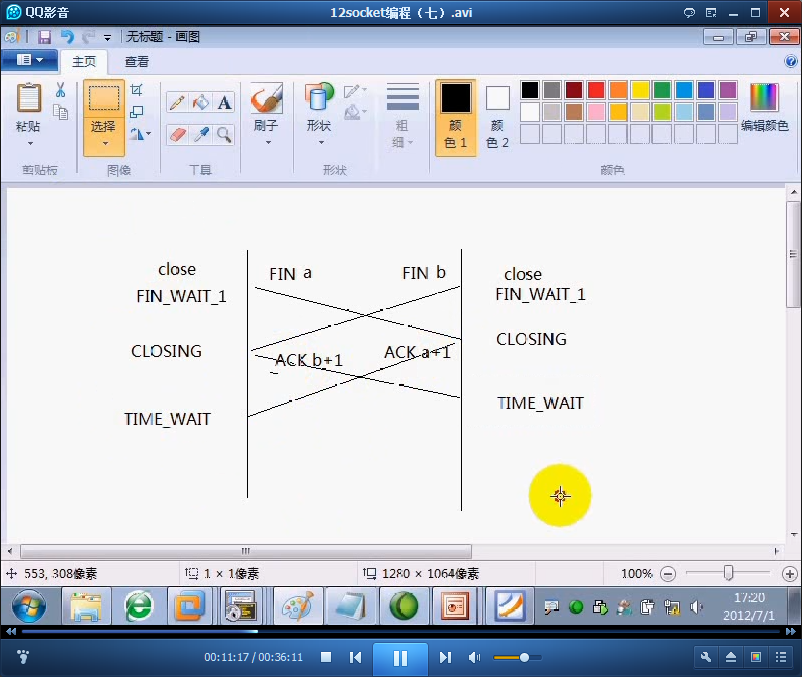 QQ影音
12socket编程（七）.avi
无标题 - 画图
主页
查看
粘贴
选择
A
刷子
形状
粗
细
颜
色 1
颜
色 2
编辑颜色
剪贴板
图像
工具
形状
颜色
close
FIN a
FIN b
close
FIN_WAIT_1
FIN_WAIT_1
CLOSING
CLOSING
ACK b+1
ACK a+1
TIME_WAIT
TIME_WAIT
553, 308像素
1 × 1像素
1280 × 1064像素
100%
17:20
2012/7/1
00:11:17 / 00:36:11